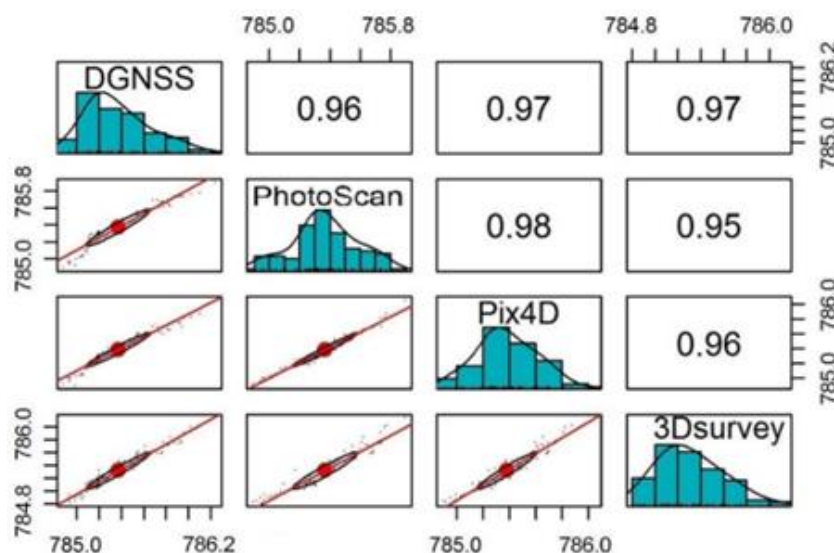 785.0 785.8 784.8 786.0
DGNSS 0.96 0.97 0.97 785.0 786.2
785.0 785.8 PhotoScan 0.98 0.95
Pix4D 0.96 785.0 786.0
784.8 786.0 3Dsurvey
785.0 786.2 785.0 786.0